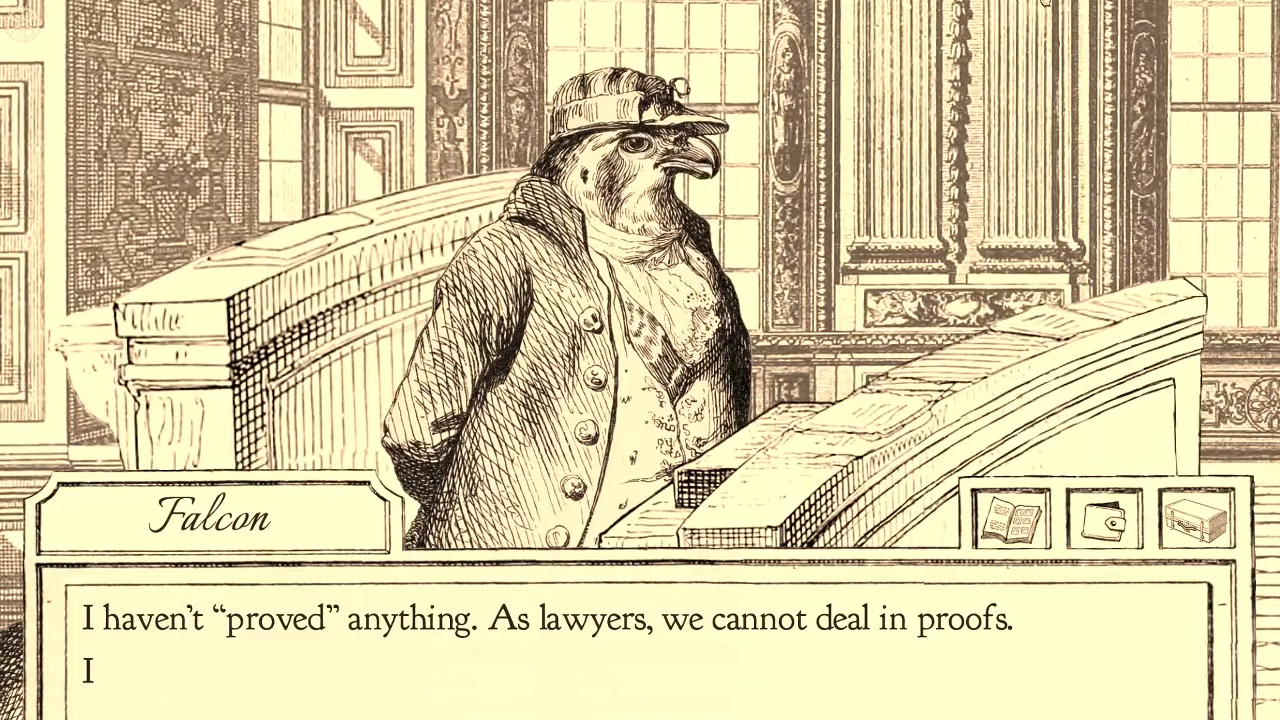 Falcon
I haven't “proved” anything. As lawyers, we cannot deal in proofs.
I